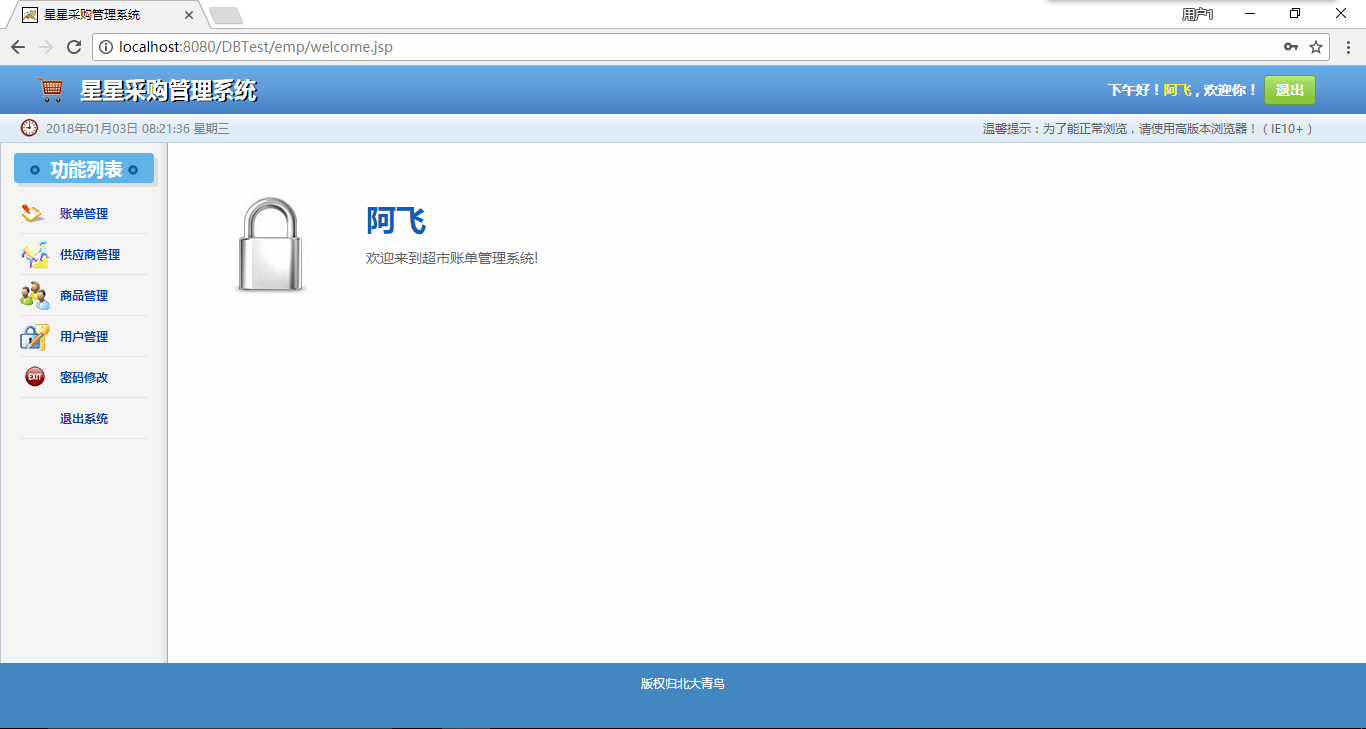 星星采购管理系统
用户1
localhost:8080/DBTest/emp/welcome.jsp
星星采购管理系统
下午好！阿飞，欢迎你！ 退出
2018年01月03日 08:21:36 星期三
温馨提示：为了能正常浏览，请使用高版本浏览器！（IE10+）
功能列表
账单管理
供应商管理
商品管理
用户管理
EXIT 密码修改
退出系统
阿飞
欢迎来到超市账单管理系统!
版权归北大青鸟